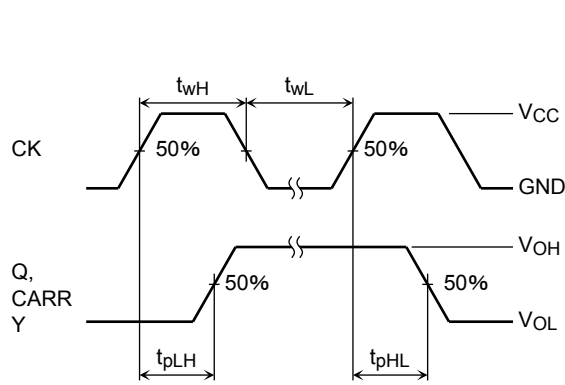 twH
twL
VCC
CK
50%
50%
GND
VOH
Q,
CARR
Y
50%
50%
VOL
tpLH
tpHL